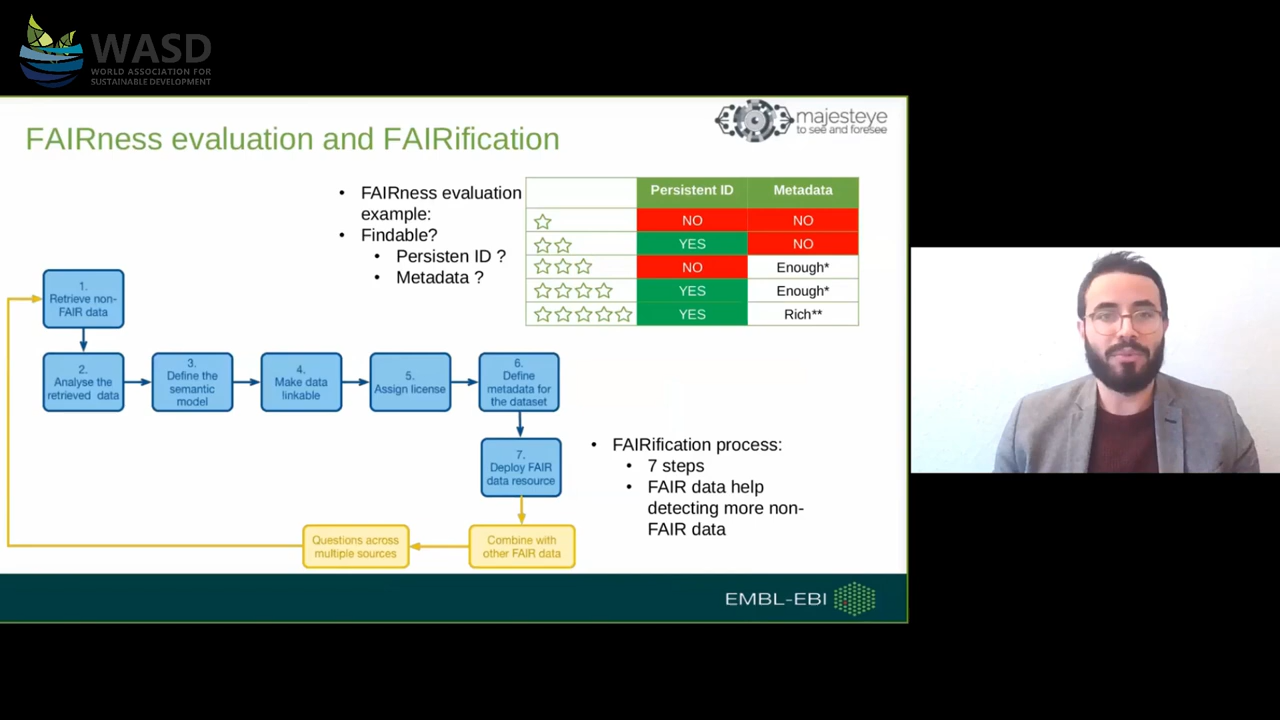 WASD
WORLD ASSOCIATION FOR
SUSTAINABLE DEVELOPMENT
FAIRness evaluation and FAIRification
majesteye
to see and foresee
• FAIRness evaluation
example:
• Findable?
• Persisten ID ?
• Metadata ?
Persistent ID Metadata
NO NO
YES NO
NO Enough*
YES Enough*
YES Rich**
1.
Retrieve non-
FAIR data
2.
Analyse the
retrieved data
3.
Define the
semantic
model
4.
Make data
linkable
5.
Assign license
6.
Define
metadata for
the dataset
7.
Deploy FAIR
data resource
Combine with
other FAIR data
Questions across
multiple sources
• FAIRification process:
• 7 steps
• FAIR data help
detecting more non-
FAIR data
EMBL-EBI